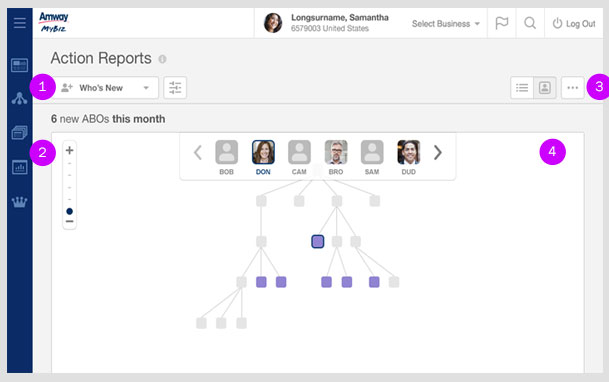 Amway
MyBiz
Longsurname, Samantha
6579003 United States
Select Business
Log Out
Action Reports
i
1
Who's New
3
6 new ABOs this month
2
4
BOB DON CAM BRO SAM DUD